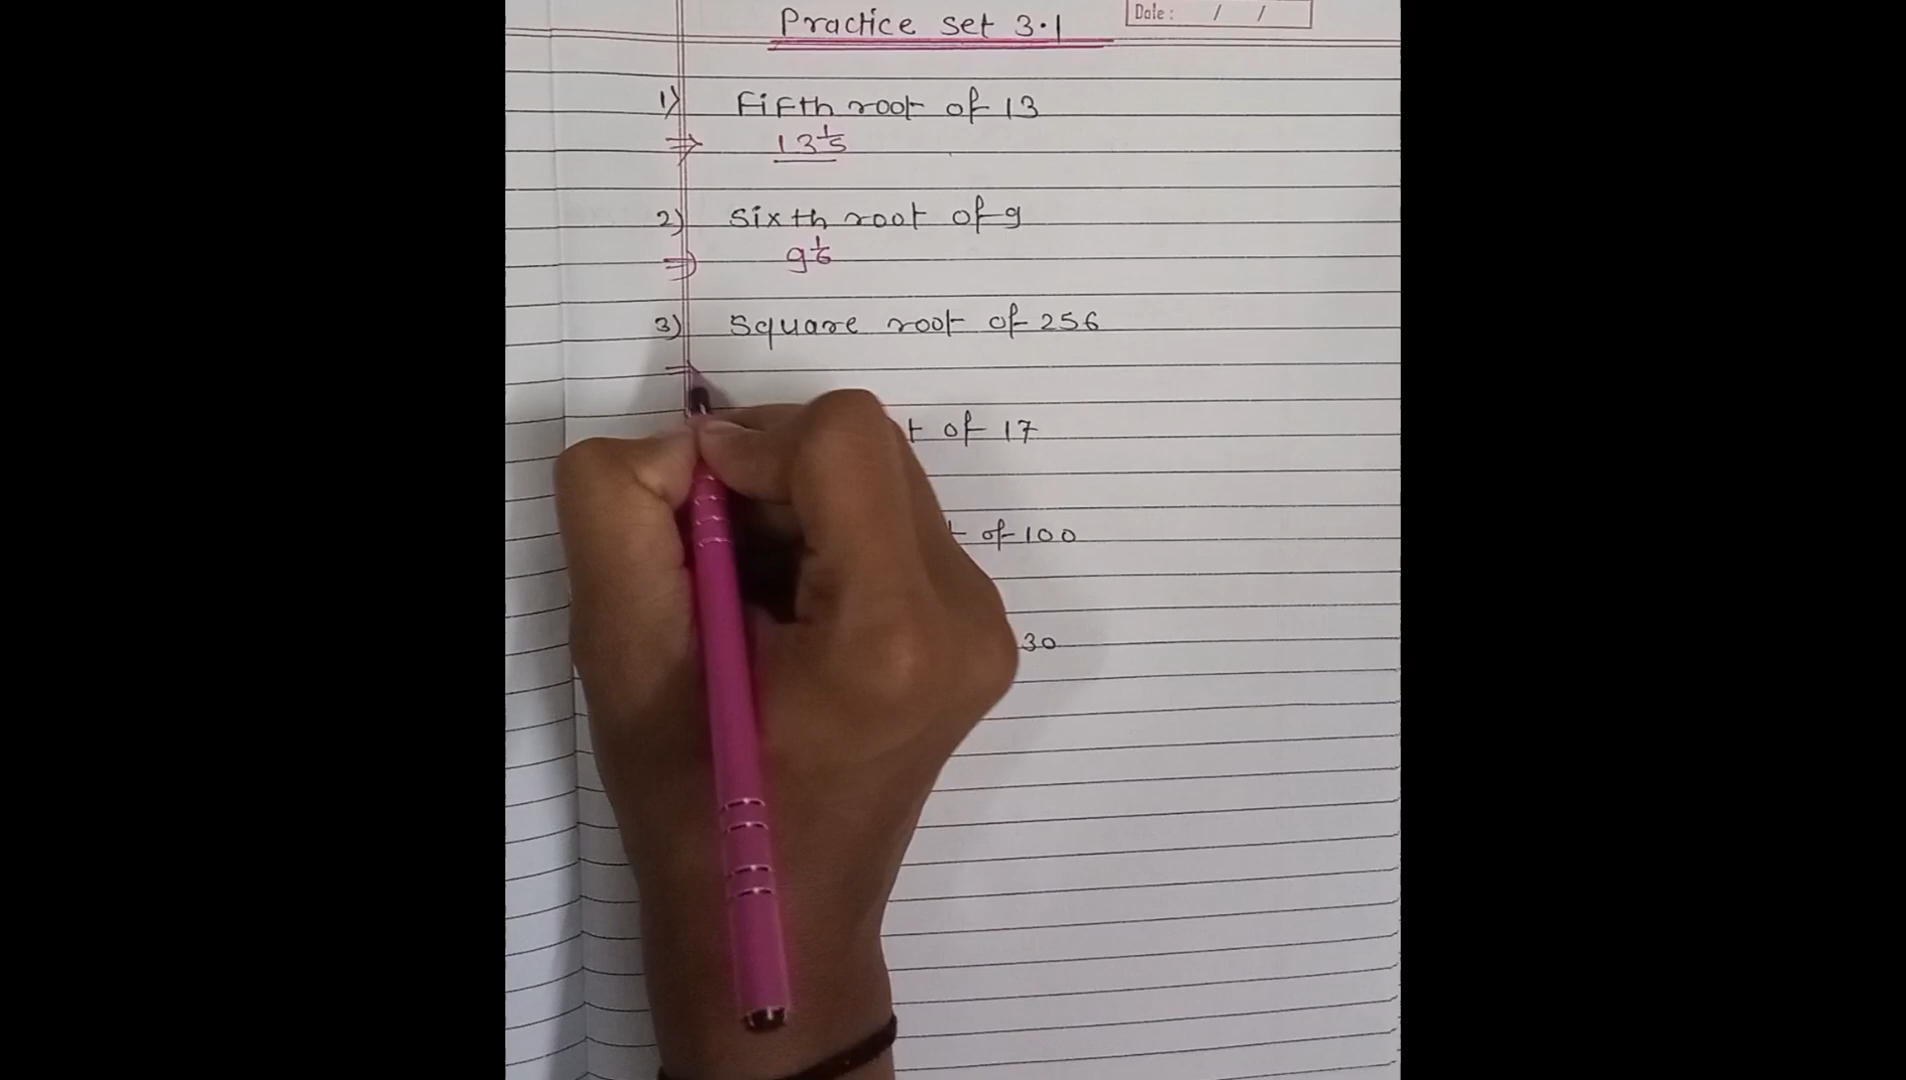 Practice set 3.1
Date: / /
1) Fifth root of 13
⇒ 13^1/5
2) Sixth root of 9
⇒ 9^1/6
3) Square root of 256
of 17
of 100
30